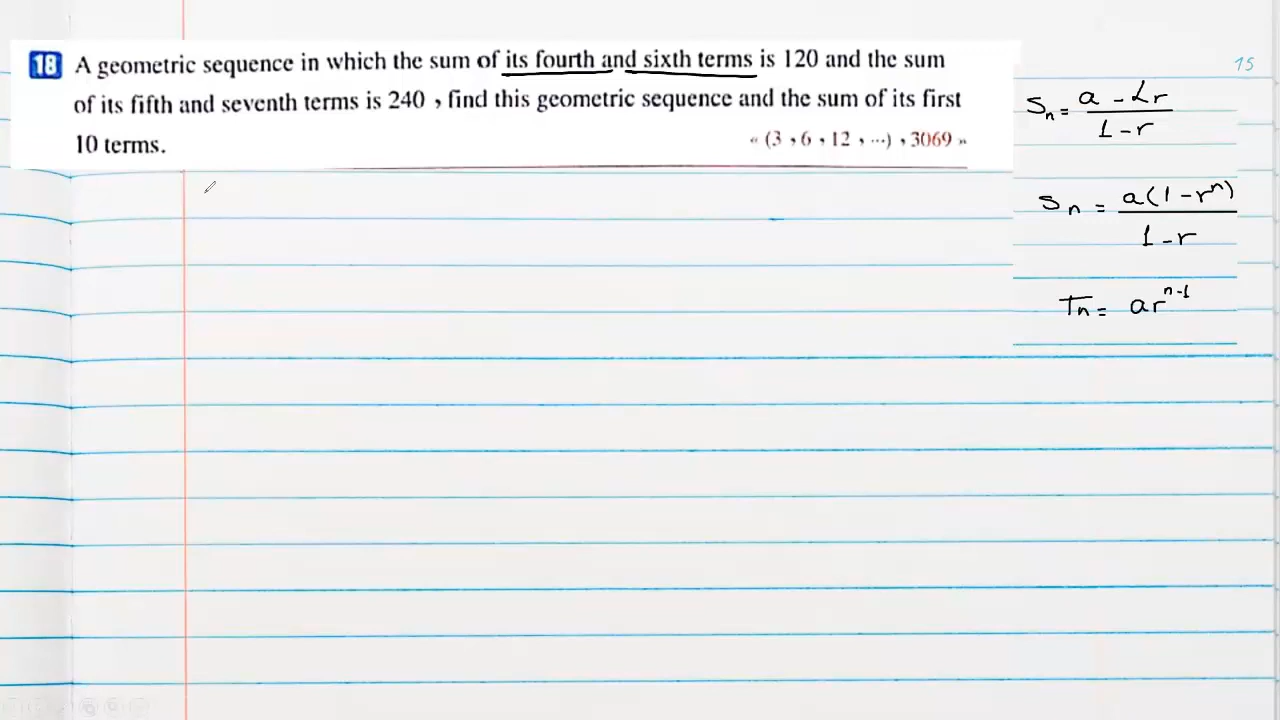 18 A geometric sequence in which the sum of its fourth and sixth terms is 120 and the sum
of its fifth and seventh terms is 240 , find this geometric sequence and the sum of its first
10 terms.
« (3 , 6 , 12 , ···) , 3069 »
15
Sn = a - Lr / 1 - r
Sn = a(1 - r^n) / 1 - r
Tn = ar^n-1